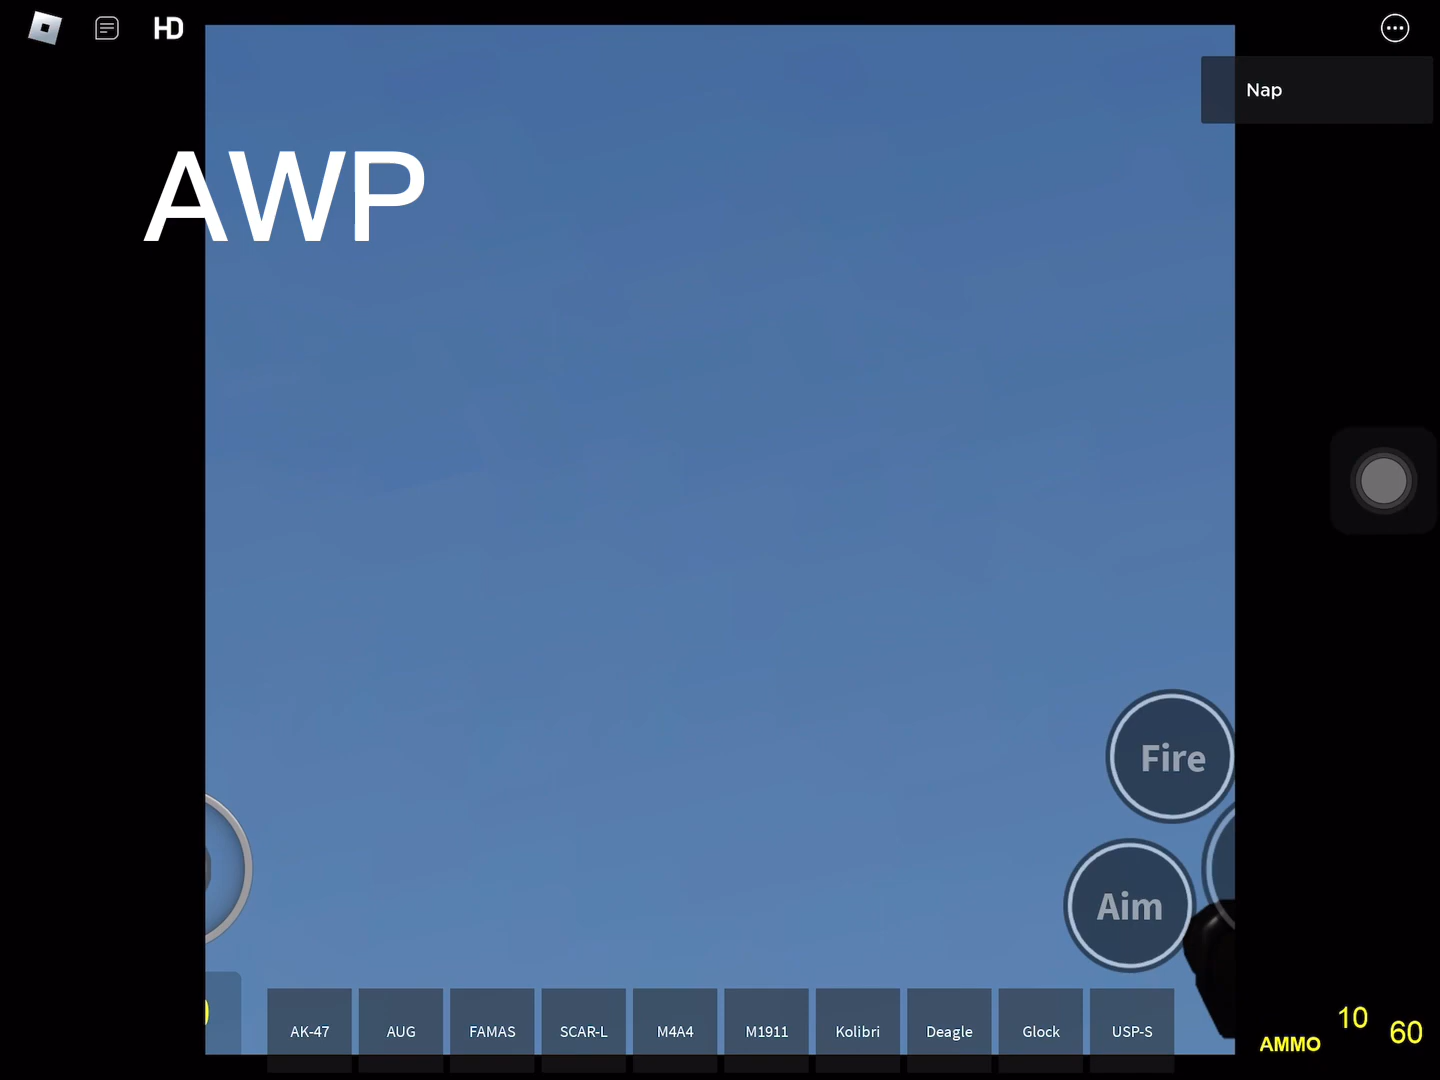 HD
Nap
AWP
Fire
Aim
AK-47
AUG
FAMAS
SCAR-L
M4A4
M1911
Kolibri
Deagle
Glock
USP-S
AMMO
10
60